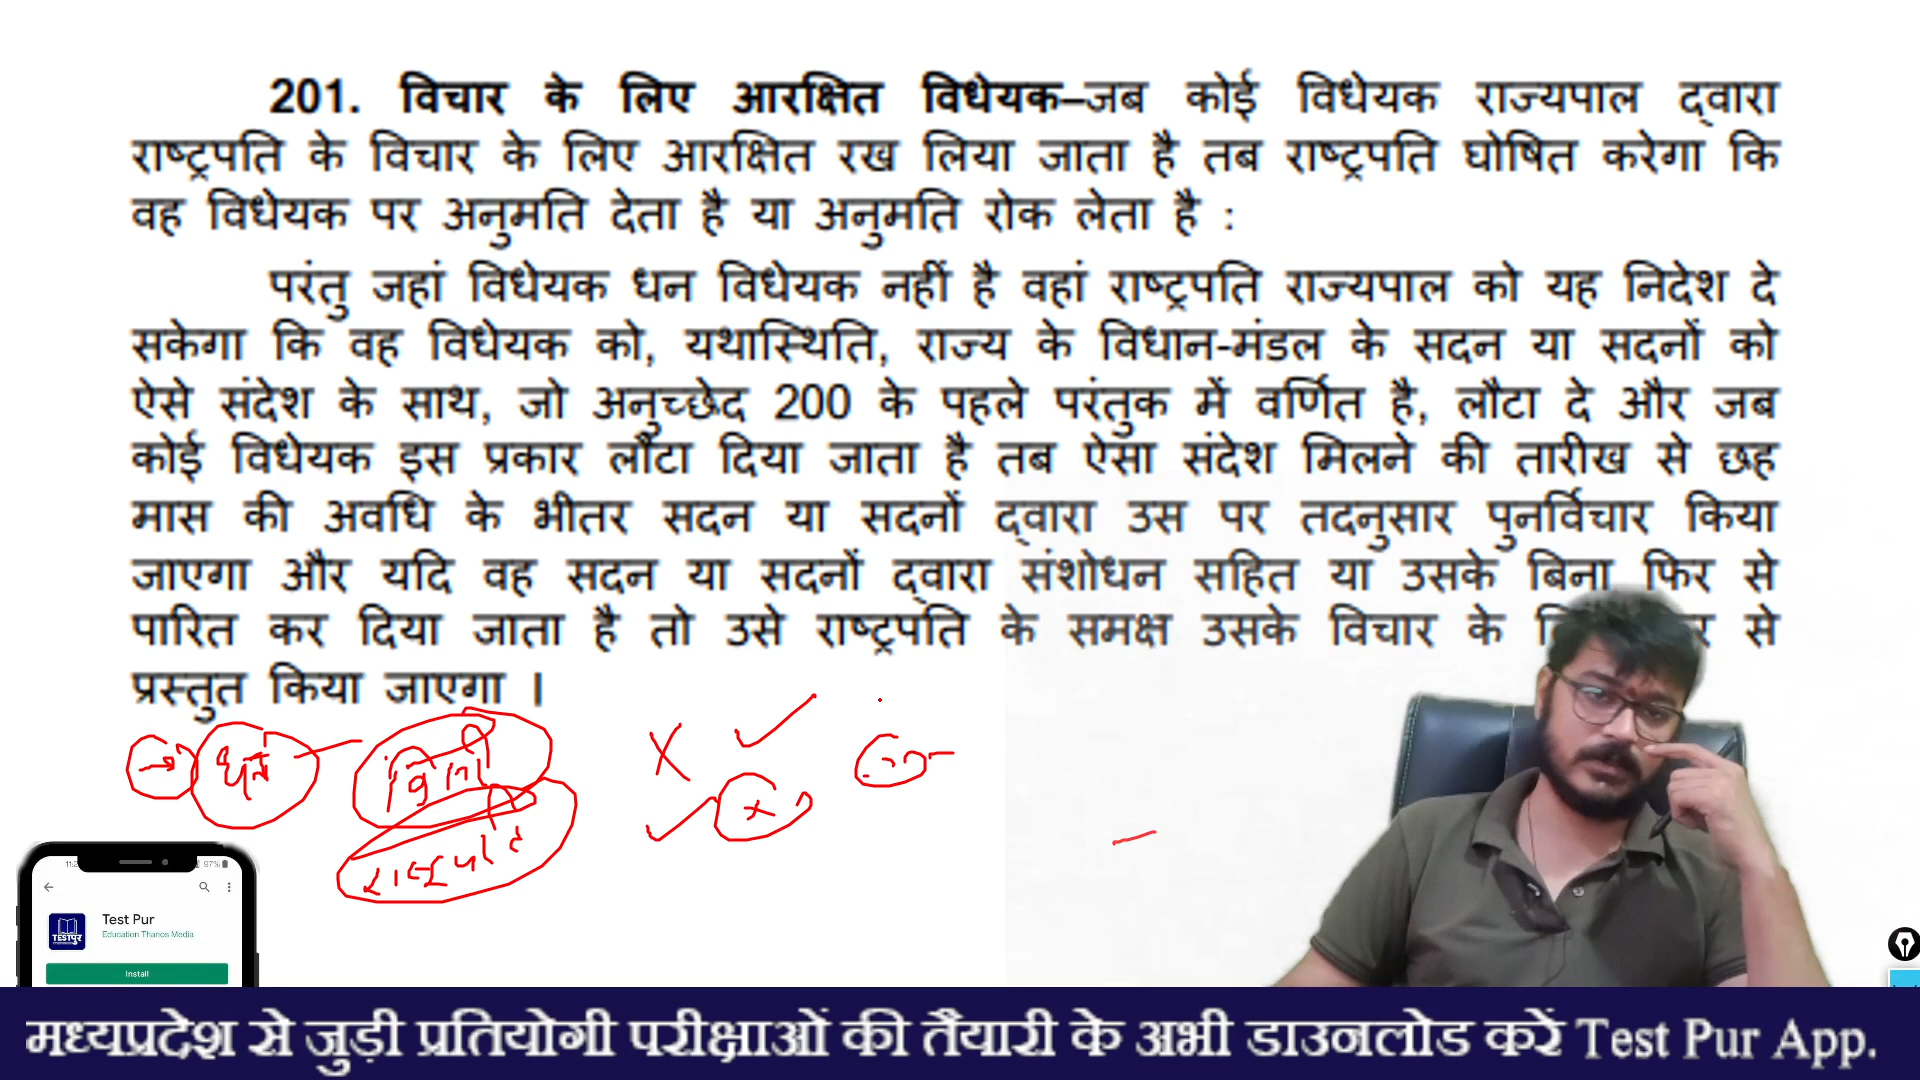 201. विचार के लिए आरक्षित विधेयक–जब कोई विधेयक राज्यपाल द्वारा
राष्ट्रपति के विचार के लिए आरक्षित रख लिया जाता है तब राष्ट्रपति घोषित करेगा कि
वह विधेयक पर अनुमति देता है या अनुमति रोक लेता है :
परंतु जहां विधेयक धन विधेयक नहीं है वहां राष्ट्रपति राज्यपाल को यह निदेश दे
सकेगा कि वह विधेयक को, यथास्थिति, राज्य के विधान-मंडल के सदन या सदनों को
ऐसे संदेश के साथ, जो अनुच्छेद 200 के पहले परंतुक में वर्णित है, लौटा दे और जब
कोई विधेयक इस प्रकार लौटा दिया जाता है तब ऐसा संदेश मिलने की तारीख से छह
मास की अवधि के भीतर सदन या सदनों द्वारा उस पर तदनुसार पुनर्विचार किया
जाएगा और यदि वह सदन या सदनों द्वारा संशोधन सहित या उसके बिना फिर से
पारित कर दिया जाता है तो उसे राष्ट्रपति के समक्ष उसके विचार के से
प्रस्तुत किया जाएगा ।
धन
97%
Test Pur
Education Thanos Media
TESTपुर
Install
मध्यप्रदेश से जुड़ी प्रतियोगी परीक्षाओं की तैयारी के अभी डाउनलोड करें Test Pur App.